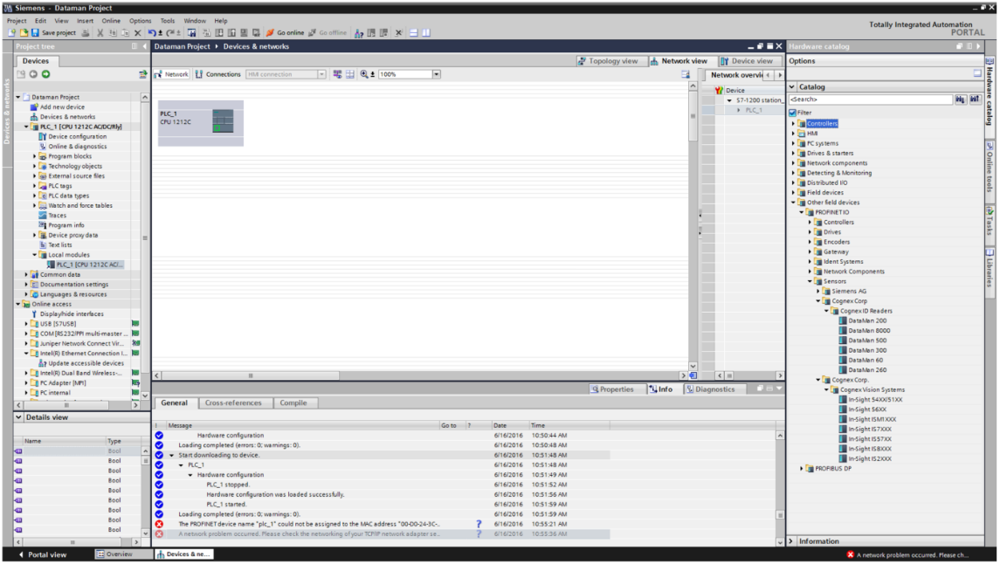 Siemens - Dataman Project
Project Edit View Insert Online Options Tools Window Help
Save project Go online Go offline
Totally Integrated Automation
PORTAL
Project tree
Devices
Dataman Project
Add new device
Devices & networks
PLC_1 [CPU 1212C AC/DC/Rly]
Device configuration
Online & diagnostics
Program blocks
Technology objects
External source files
PLC tags
PLC data types
Watch and force tables
Traces
Program info
Device proxy data
Text lists
Local modules
PLC_1 [CPU 1212C AC/...
Common data
Documentation settings
Languages & resources
Online access
Display/hide interfaces
USB [S7USB]
COM [RS232/PPI multi-master ...
Juniper Network Connect Vir...
Intel(R) Ethernet Connection I...
Update accessible devices
Intel(R) Dual Band Wireless-...
PC Adapter [MPI]
PC internal
Details view
Name Type
Bool
Bool
Bool
Bool
Bool
Bool
Bool
Bool
Bool
Devices & networks
Dataman Project Devices & networks
Topology view Network view Device view
Network Connections HMI connection 100%
PLC_1
CPU 1212C
Network overvie
Device
S7-1200 station_
PLC_1
Properties Info Diagnostics
General Cross-references Compile
! Message Go to ? Date Time
Hardware configuration 6/16/2016 10:50:44 AM
Loading completed (errors: 0; warnings: 0). 6/16/2016 10:50:48 AM
Start downloading to device. 6/16/2016 10:51:48 AM
PLC_1 6/16/2016 10:51:48 AM
Hardware configuration 6/16/2016 10:51:49 AM
PLC_1 stopped. 6/16/2016 10:51:52 AM
Hardware configuration was loaded successfully. 6/16/2016 10:51:56 AM
PLC_1 started. 6/16/2016 10:51:59 AM
Loading completed (errors: 0; warnings: 0). 6/16/2016 10:51:59 AM
The PROFINET device name "plc_1" could not be assigned to the MAC address "00-D0-24-3C-.. ? 6/16/2016 10:55:21 AM
A network problem occurred. Please check the networking of your TCP/IP network adapter se.. ? 6/16/2016 10:55:36 AM
Hardware catalog
Options
Catalog
<Search>
Filter
Controllers
HMI
PC systems
Drives & starters
Network components
Detecting & Monitoring
Distributed I/O
Field devices
Other field devices
PROFINET IO
Controllers
Drives
Encoders
Gateway
Ident Systems
Network Components
Sensors
Siemens AG
Cognex Corp
Cognex ID Readers
DataMan 200
DataMan 8000
DataMan 500
DataMan 300
DataMan 60
DataMan 260
Cognex Corp.
Cognex Vision Systems
In-Sight 54XX/51XX
In-Sight 56XX
In-Sight ISM1XXX
In-Sight IS7XXX
In-Sight IS57XX
In-Sight IS8XXX
In-Sight IS2XXX
PROFIBUS DP
Information
Hardware catalog
Online tools
Tasks
Libraries
Portal view Overview Devices & ne...
A network problem occurred. Please ch...